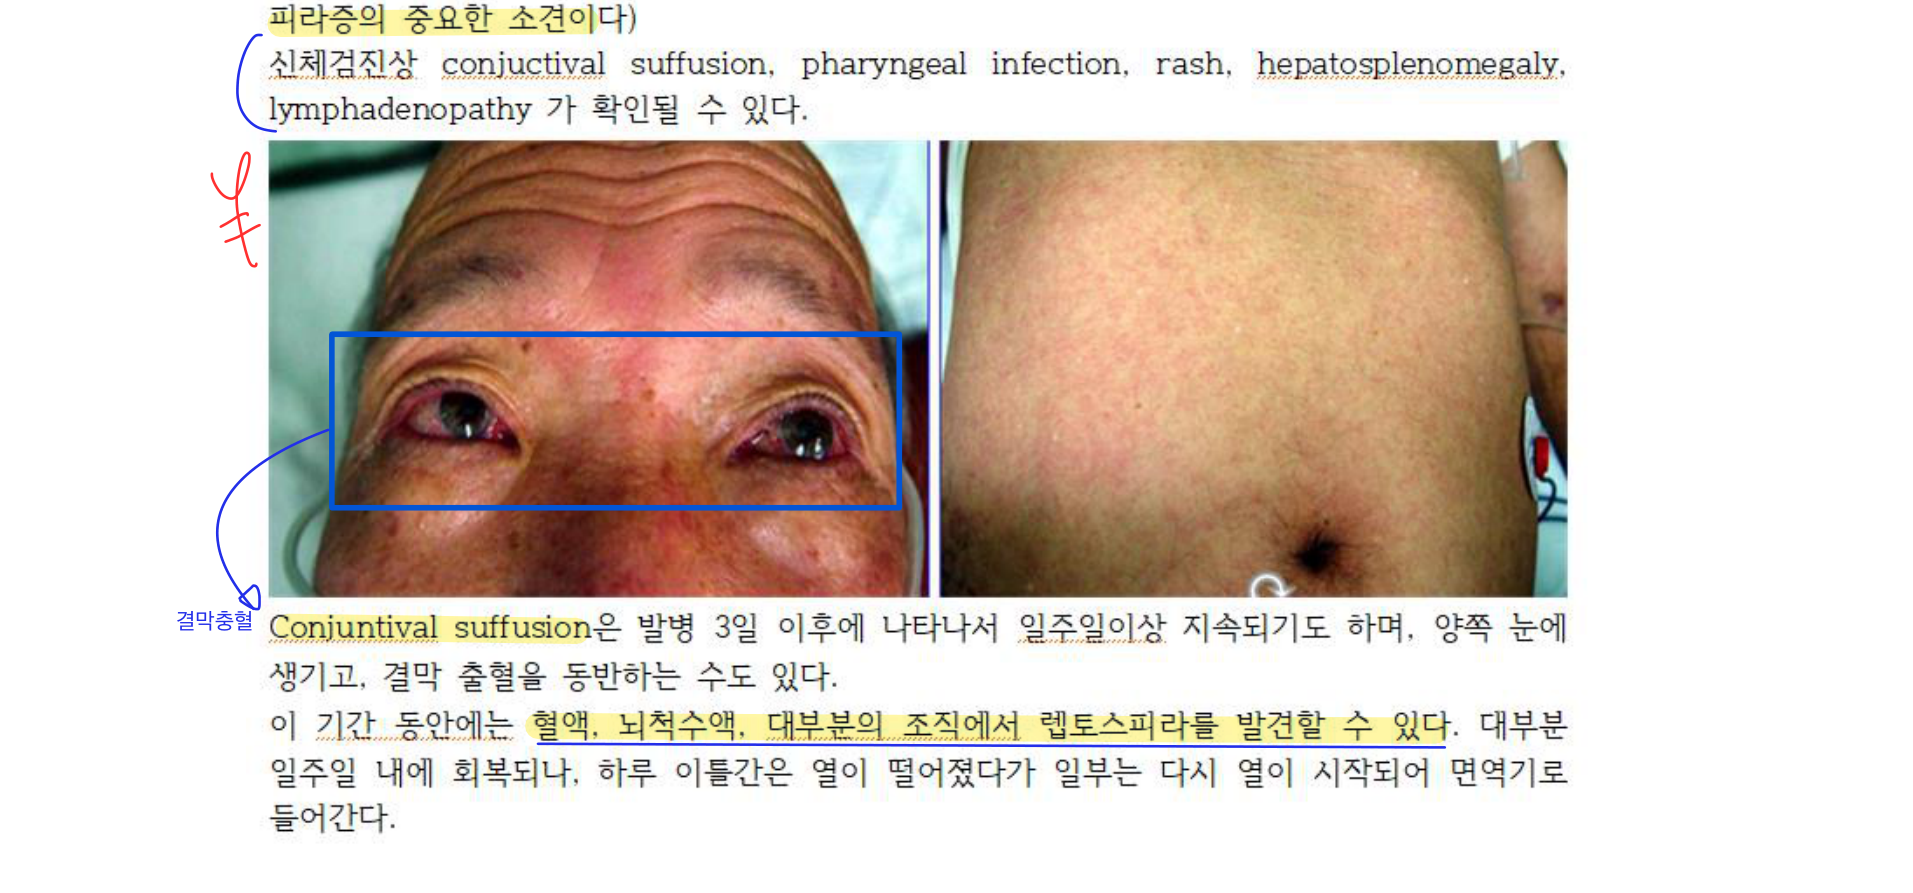 피라증의 중요한 소견이다)
신체검진상 conjuctival suffusion, pharyngeal infection, rash, hepatosplenomegaly,
lymphadenopathy 가 확인될 수 있다.
결막충혈
Conjuntival suffusion은 발병 3일 이후에 나타나서 일주일이상 지속되기도 하며, 양쪽 눈에
생기고, 결막 출혈을 동반하는 수도 있다.
이 기간 동안에는 혈액, 뇌척수액, 대부분의 조직에서 렙토스피라를 발견할 수 있다. 대부분
일주일 내에 회복되나, 하루 이틀간은 열이 떨어졌다가 일부는 다시 열이 시작되어 면역기로
들어간다.